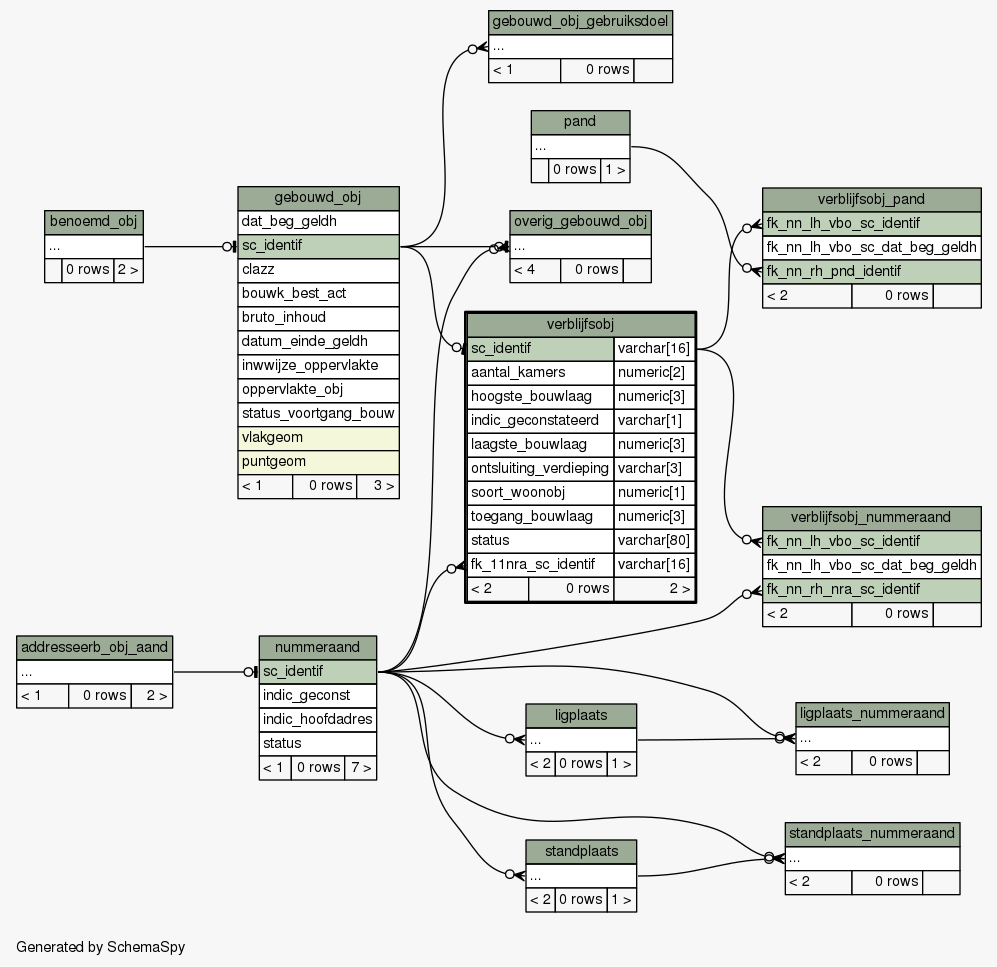 gebouwd_obj_gebruiksdoel
...
< 1 0 rows
pand
...
0 rows 1 >
benoemd_obj
...
0 rows 2 >
gebouwd_obj
dat_beg_geldh
sc_identif
clazz
bouwk_best_act
bruto_inhoud
datum_einde_geldh
inwwijze_oppervlakte
oppervlakte_obj
status_voortgang_bouw
vlakgeom
puntgeom
< 1 0 rows 3 >
overig_gebouwd_obj
...
< 4 0 rows
verblijfsobj_pand
fk_nn_lh_vbo_sc_identif
fk_nn_lh_vbo_sc_dat_beg_geldh
fk_nn_rh_pnd_identif
< 2 0 rows
verblijfsobj
sc_identif varchar[16]
aantal_kamers numeric[2]
hoogste_bouwlaag numeric[3]
indic_geconstateerd varchar[1]
laagste_bouwlaag numeric[3]
ontsluiting_verdieping varchar[3]
soort_woonobj numeric[1]
toegang_bouwlaag numeric[3]
status varchar[80]
fk_11nra_sc_identif varchar[16]
< 2 0 rows 2 >
verblijfsobj_nummeraand
fk_nn_lh_vbo_sc_identif
fk_nn_lh_vbo_sc_dat_beg_geldh
fk_nn_rh_nra_sc_identif
< 2 0 rows
addresseerb_obj_aand
...
< 1 0 rows 2 >
nummeraand
sc_identif
indic_geconst
indic_hoofdadres
status
< 1 0 rows 7 >
ligplaats
...
< 2 0 rows 1 >
ligplaats_nummeraand
...
< 2 0 rows
standplaats
...
< 2 0 rows 1 >
standplaats_nummeraand
...
< 2 0 rows
Generated by SchemaSpy